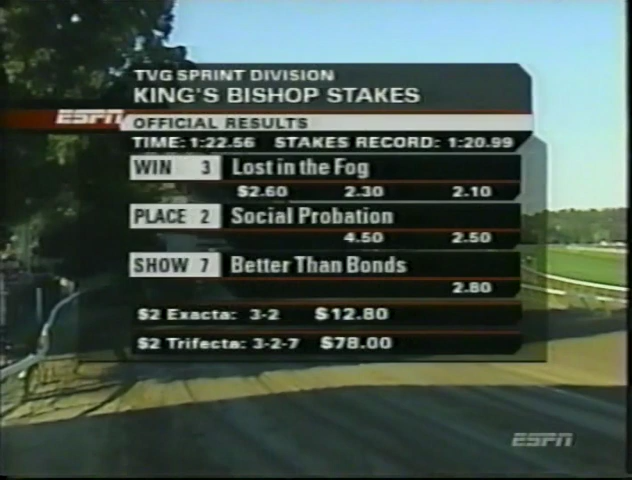 TVG SPRINT DIVISION
KING'S BISHOP STAKES
ESPN OFFICIAL RESULTS
TIME: 1:22.56 STAKES RECORD: 1:20.99
WIN 3 Lost in the Fog
$2.60 2.30 2.10
PLACE 2 Social Probation
4.50 2.50
SHOW 7 Better Than Bonds
2.80
$2 Exacta: 3-2 $12.80
$2 Trifecta: 3-2-7 $78.00
ESPN